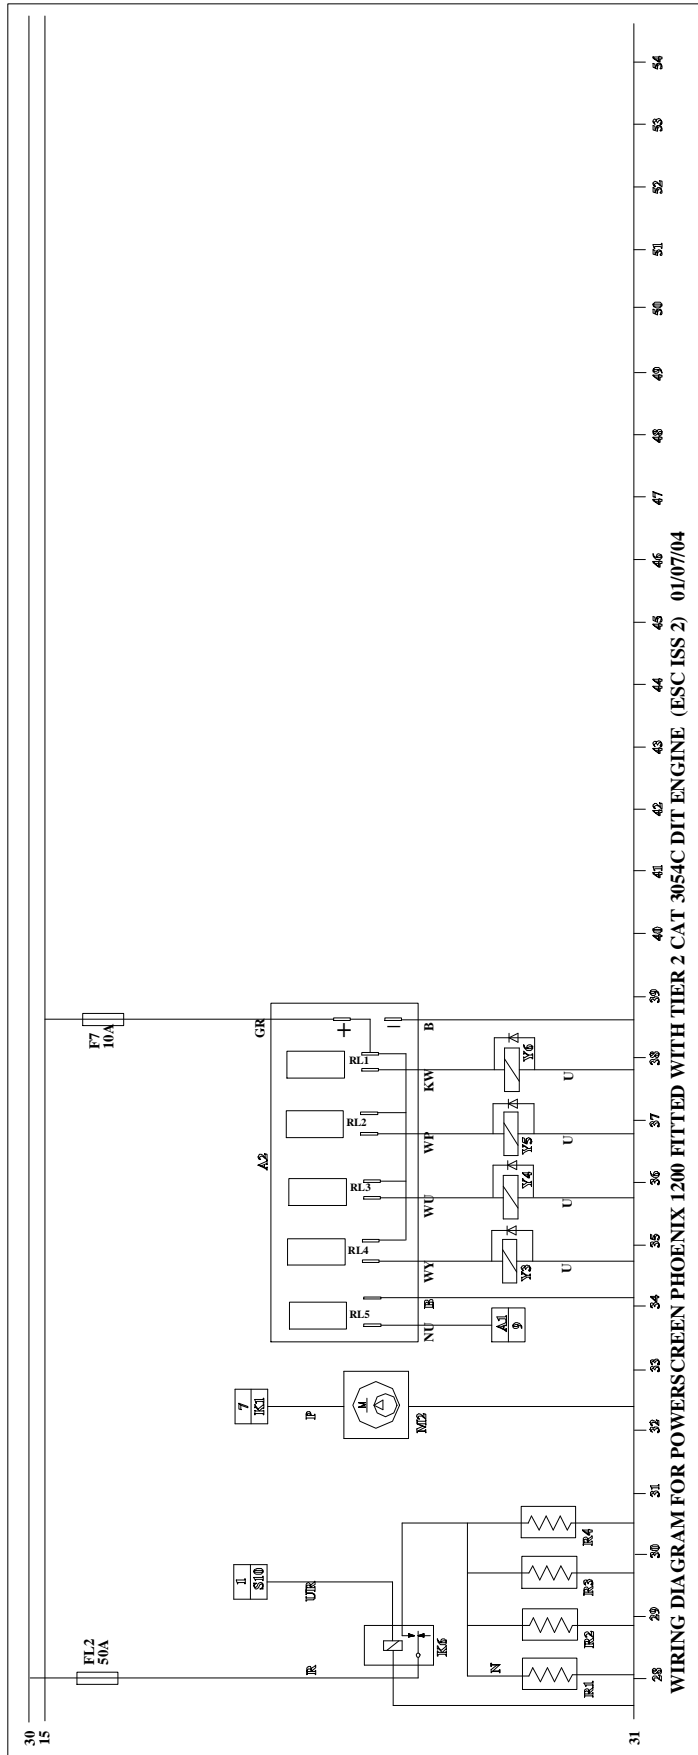 30
15
FL2
50A
F7
10A
1
S10
7
K1
A2
R
UR
P
GR
RL5
RL4
RL3
RL2
RL1
+
–
K6
M
M2
NU
B
WY
WU
WP
KW
B
A1
9
N
R1
R2
R3
R4
Y3
Y4
Y5
Y6
U
U
U
U
31
28
29
30
31
32
33
34
35
36
37
38
39
40
41
42
43
44
45
46
47
48
49
50
51
52
53
54
WIRING DIAGRAM FOR POWERSCREEN PHOENIX 1200 FITTED WITH TIER 2 CAT 3054C DIT ENGINE (ESC ISS 2) 01/07/04